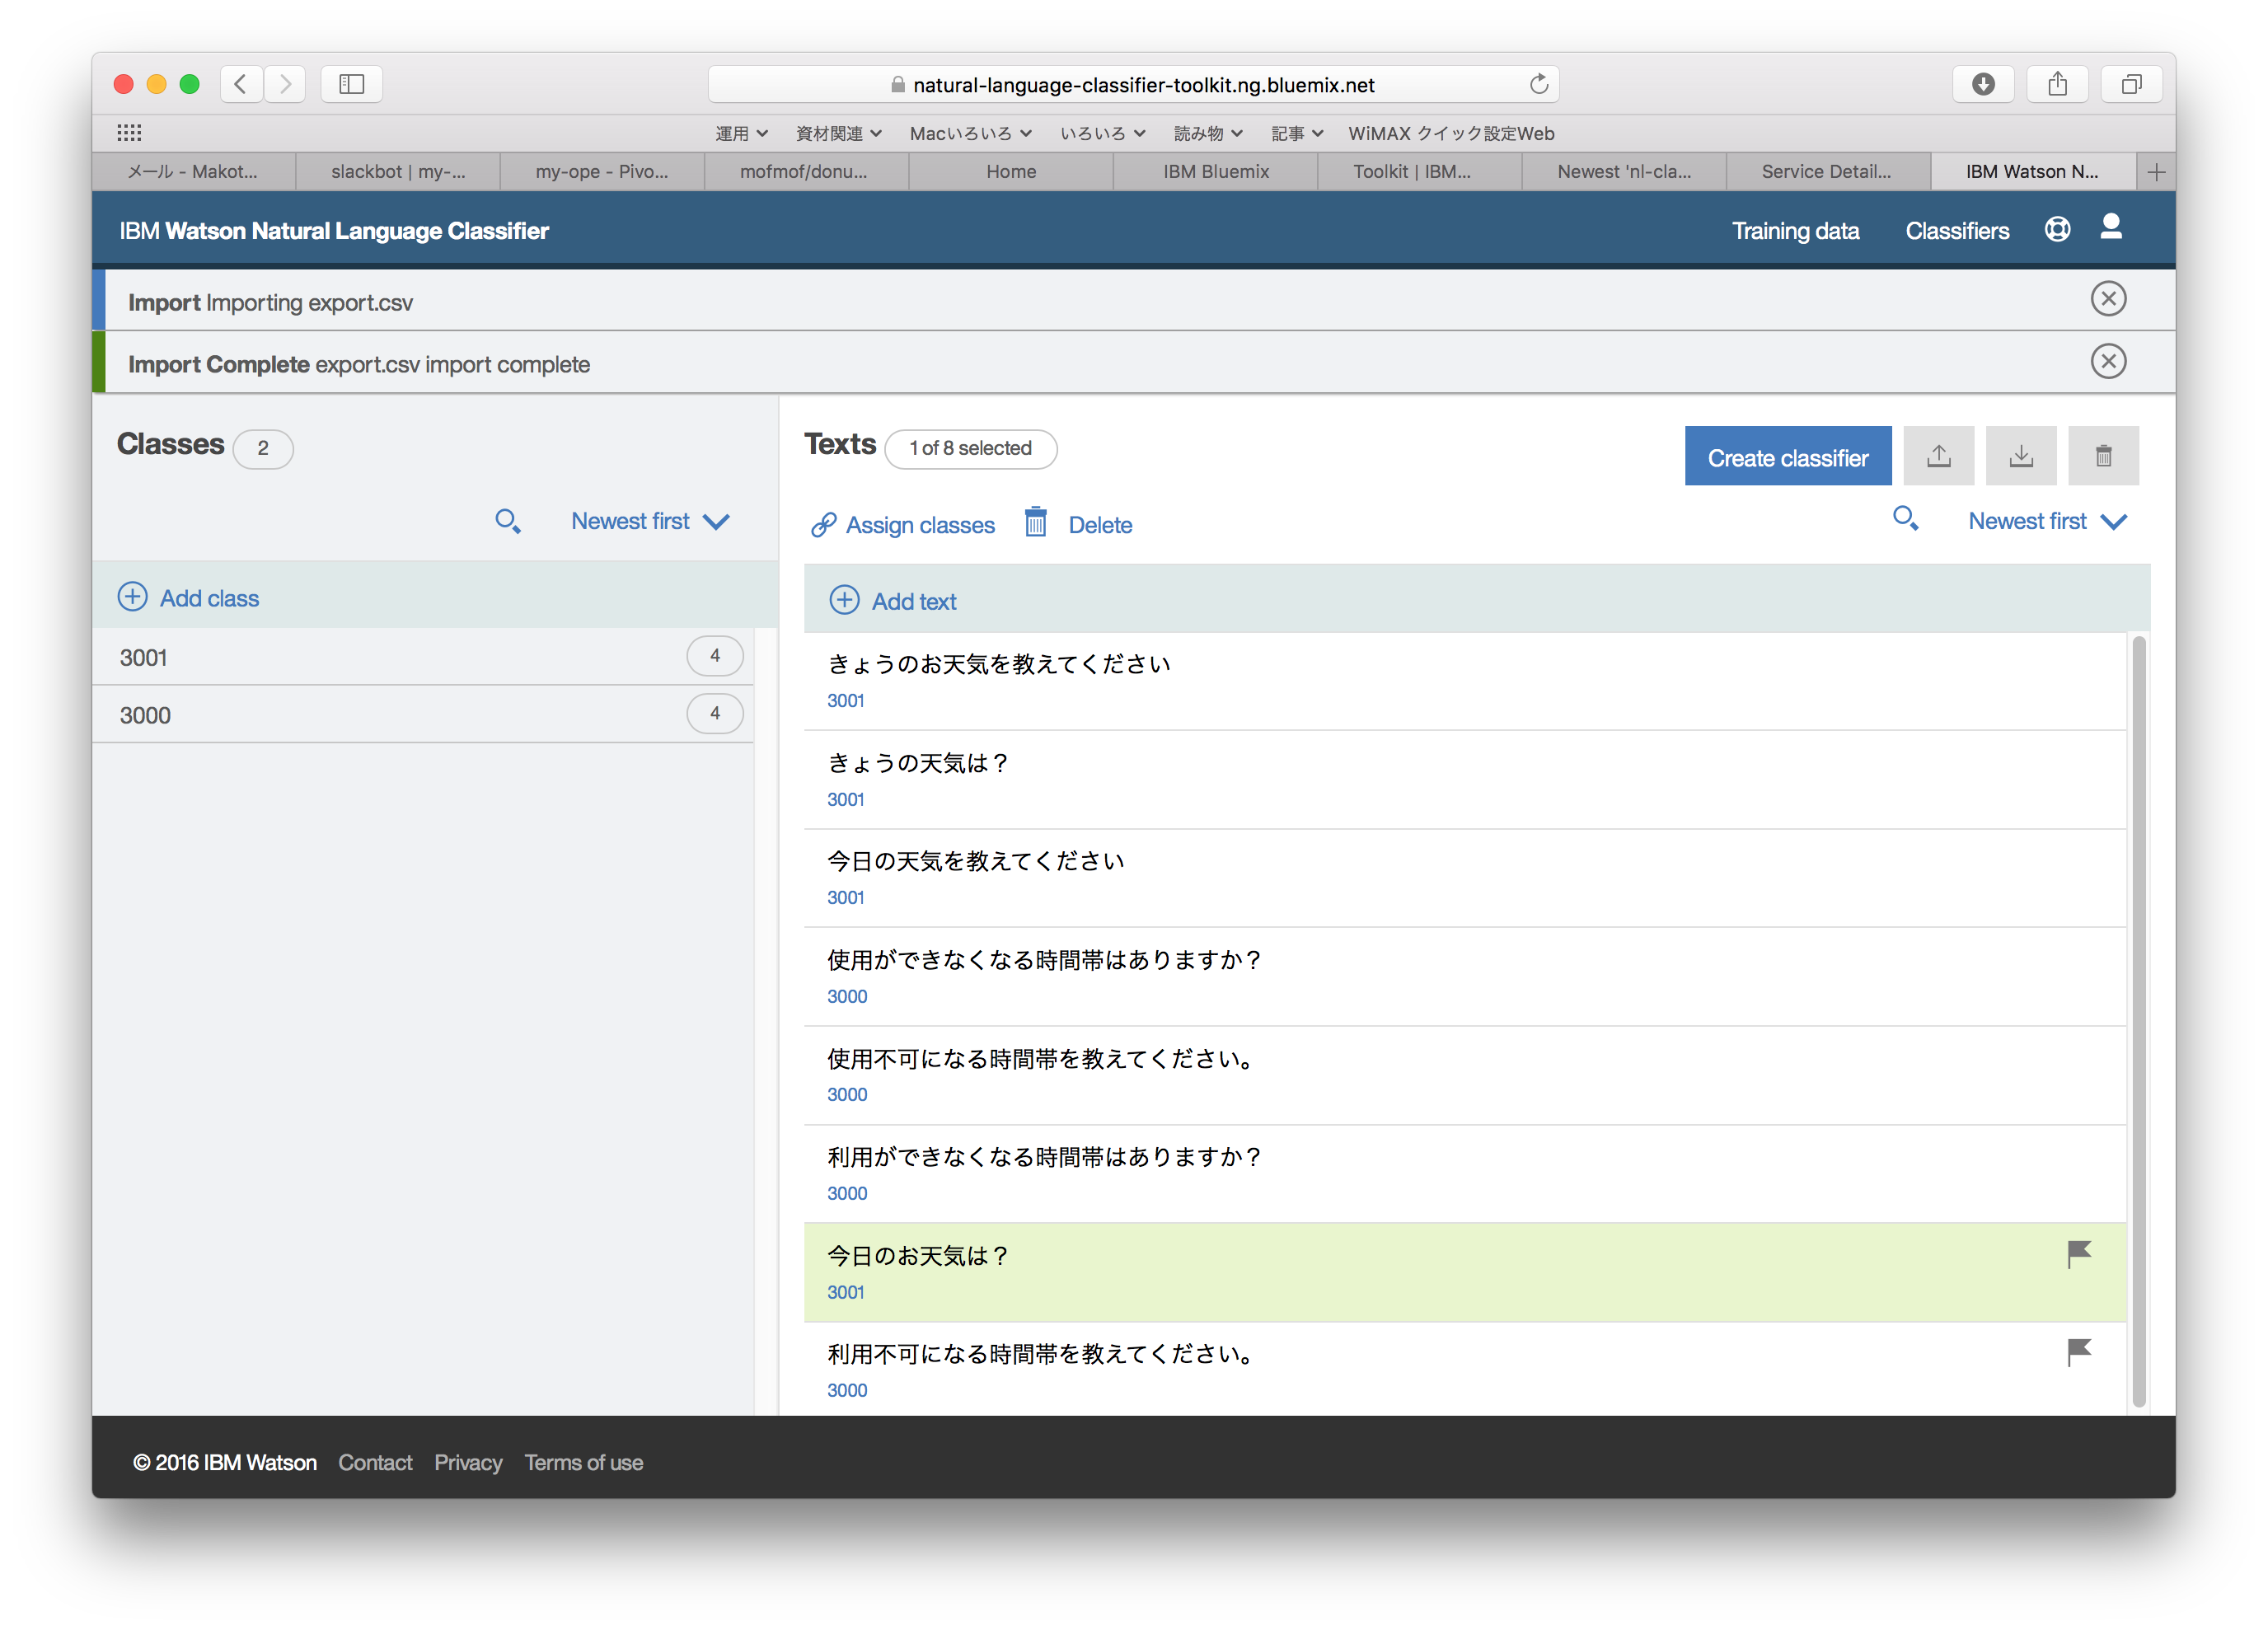 natural-language-classifier-toolkit.ng.bluemix.net
運用 資材関連 Macいろいろ いろいろ 読み物 記事 WiMAX クイック設定Web
メール - Makot... slackbot | my-... my-ope - Pivo... mofmof/donu... Home IBM Bluemix Toolkit | IBM... Newest 'nl-cla... Service Detail... IBM Watson N...
IBM Watson Natural Language Classifier Training data Classifiers
Import Importing export.csv
Import Complete export.csv import complete
Classes 2
Newest first
Add class
3001 4
3000 4
Texts 1 of 8 selected Create classifier
Assign classes Delete Newest first
Add text
きょうのお天気を教えてください
3001
きょうの天気は？
3001
今日の天気を教えてください
3001
使用ができなくなる時間帯はありますか？
3000
使用不可になる時間帯を教えてください。
3000
利用ができなくなる時間帯はありますか？
3000
今日のお天気は？
3001
利用不可になる時間帯を教えてください。
3000
© 2016 IBM Watson Contact Privacy Terms of use